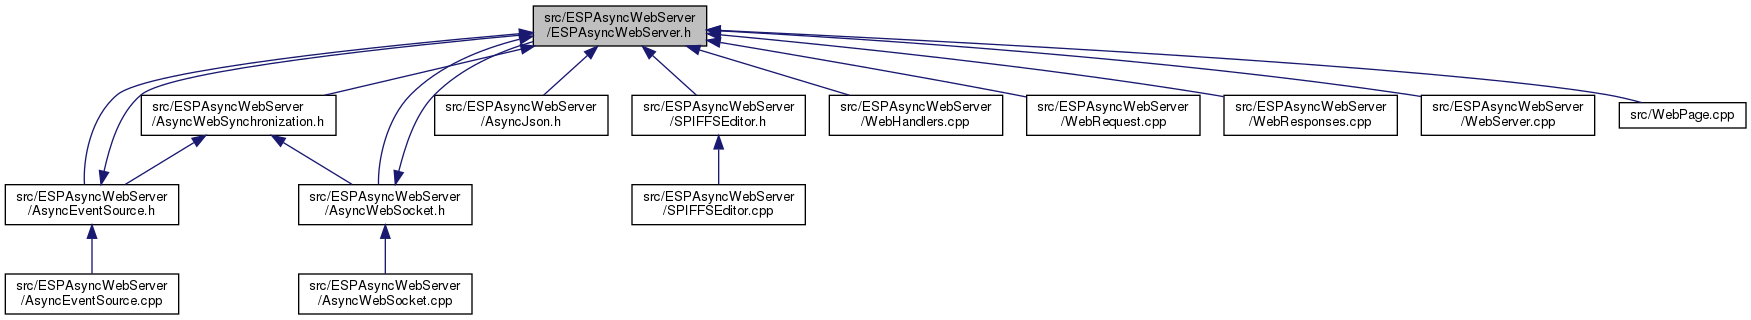 src/ESPAsyncWebServer
/ESPAsyncWebServer.h
src/ESPAsyncWebServer
/AsyncWebSynchronization.h
src/ESPAsyncWebServer
/AsyncJson.h
src/ESPAsyncWebServer
/SPIFFSEditor.h
src/ESPAsyncWebServer
/WebHandlers.cpp
src/ESPAsyncWebServer
/WebRequest.cpp
src/ESPAsyncWebServer
/WebResponses.cpp
src/ESPAsyncWebServer
/WebServer.cpp
src/WebPage.cpp
src/ESPAsyncWebServer
/AsyncEventSource.h
src/ESPAsyncWebServer
/AsyncWebSocket.h
src/ESPAsyncWebServer
/SPIFFSEditor.cpp
src/ESPAsyncWebServer
/AsyncEventSource.cpp
src/ESPAsyncWebServer
/AsyncWebSocket.cpp